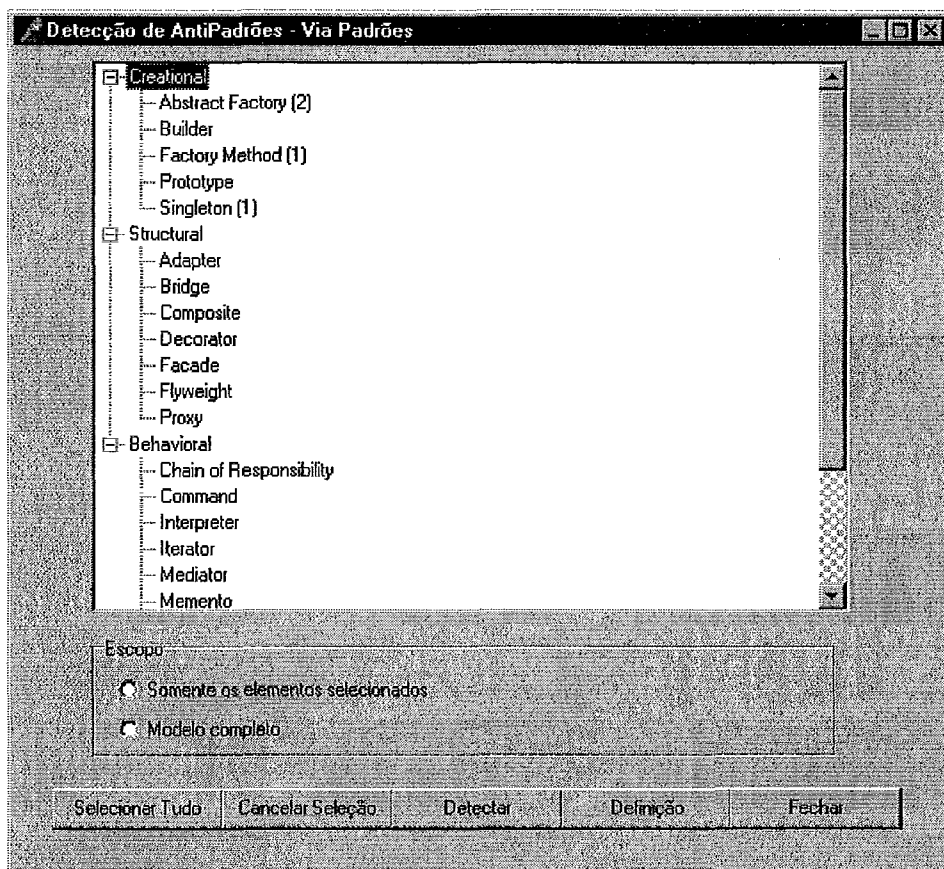 Detecção de AntiPadrões - Via Padrões
Creational
Abstract Factory (2)
Builder
Factory Method (1)
Prototype
Singleton (1)
Structural
Adapter
Bridge
Composite
Decorator
Facade
Flyweight
Proxy
Behavioral
Chain of Responsibility
Command
Interpreter
Iterator
Mediator
Memento
Escopo
Somente os elementos selecionados
Modelo completo
Selecionar Tudo Cancelar Seleção Detectar Definição Fechar